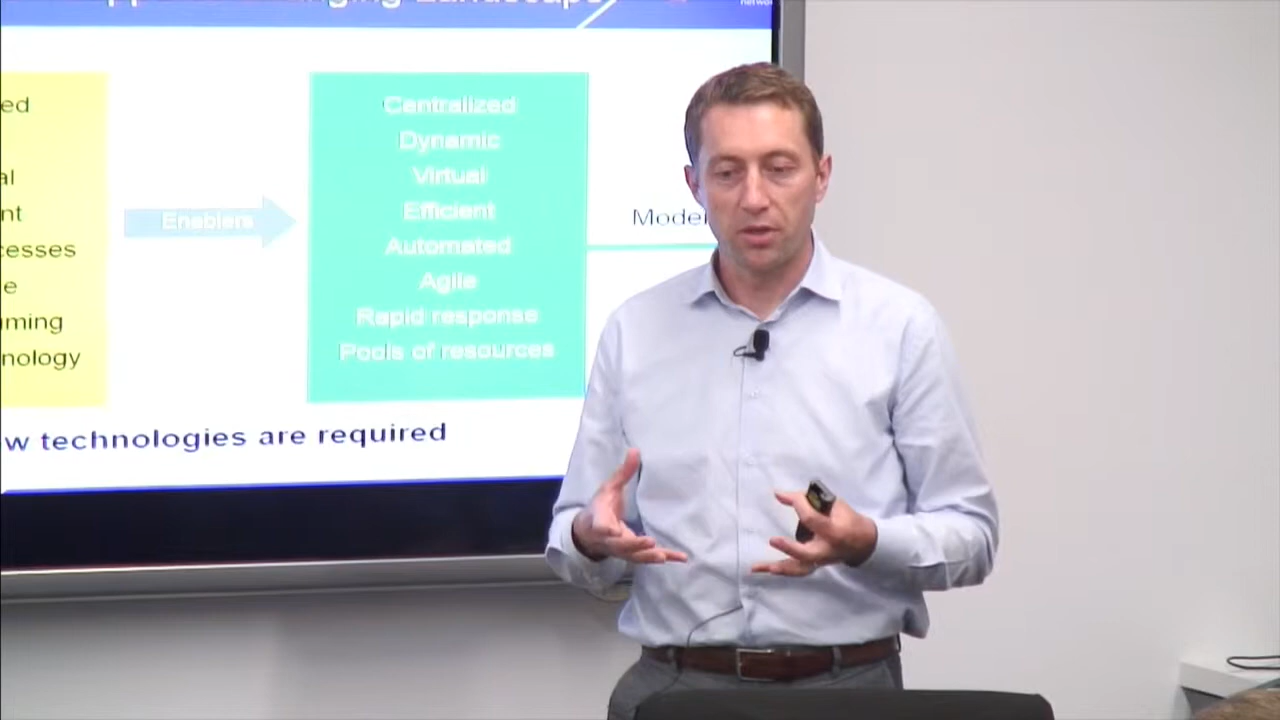 networ
ed
al
nt
cesses
e
ming
nology
Enablers
Centralized
Dynamic
Virtual
Efficient
Automated
Agile
Rapid response
Pools of resources
Model
w technologies are required